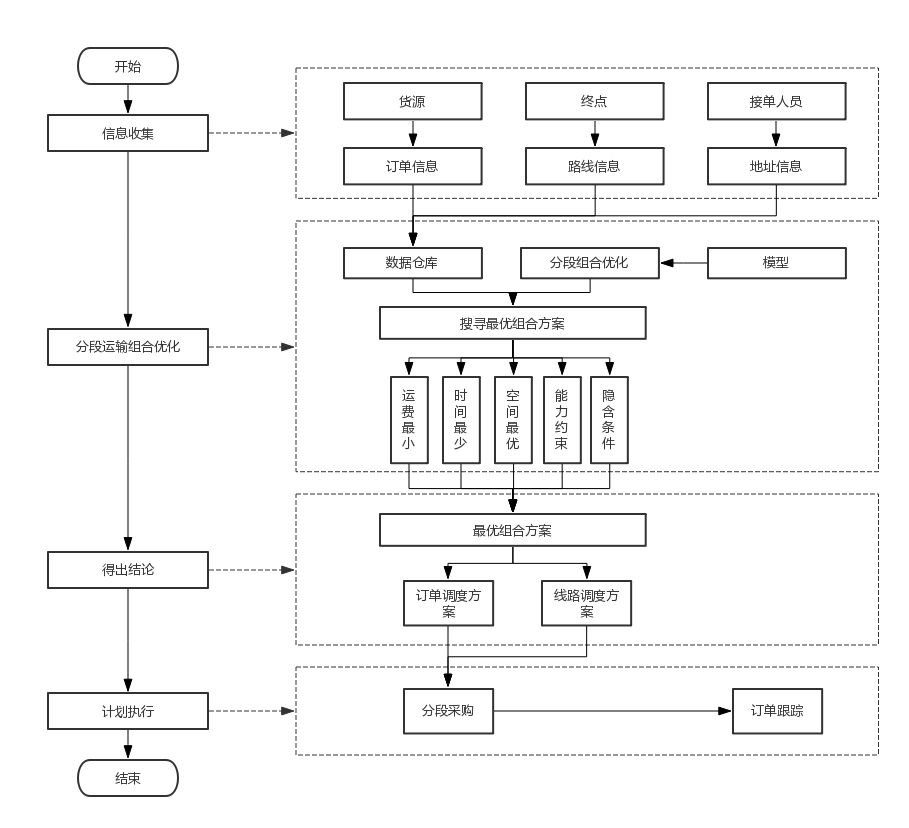 开始
信息收集
货源
终点
接单人员
订单信息
路线信息
地址信息
数据仓库
分段组合优化
模型
搜寻最优组合方案
分段运输组合优化
运费最小
时间最少
空间最优
能力约束
隐含条件
最优组合方案
得出结论
订单调度方
案
线路调度方
案
计划执行
分段采购
订单跟踪
结束